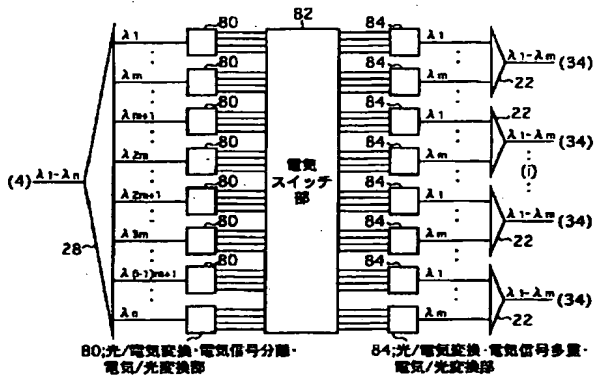 82
80 84
λ1 λ1
λ1-λm (34)
80 84
λm λm
22
80 84 22
λm+1 λ1
λ1-λm (34)
80 84
λ2m λm
(i)
(4) λ1-λn
電気
スイッチ
部
80 84
λ2m+1 λ1
λ1-λm (34)
80 84
λ3m λm
22
28
80 84
λ(i-1)m+1 λ1
λ1-λm (34)
λn λm
22
80;光/電気変換・電気信号分離・
電気/光変換部
84;光/電気変換・電気信号多重・
電気/光変換部